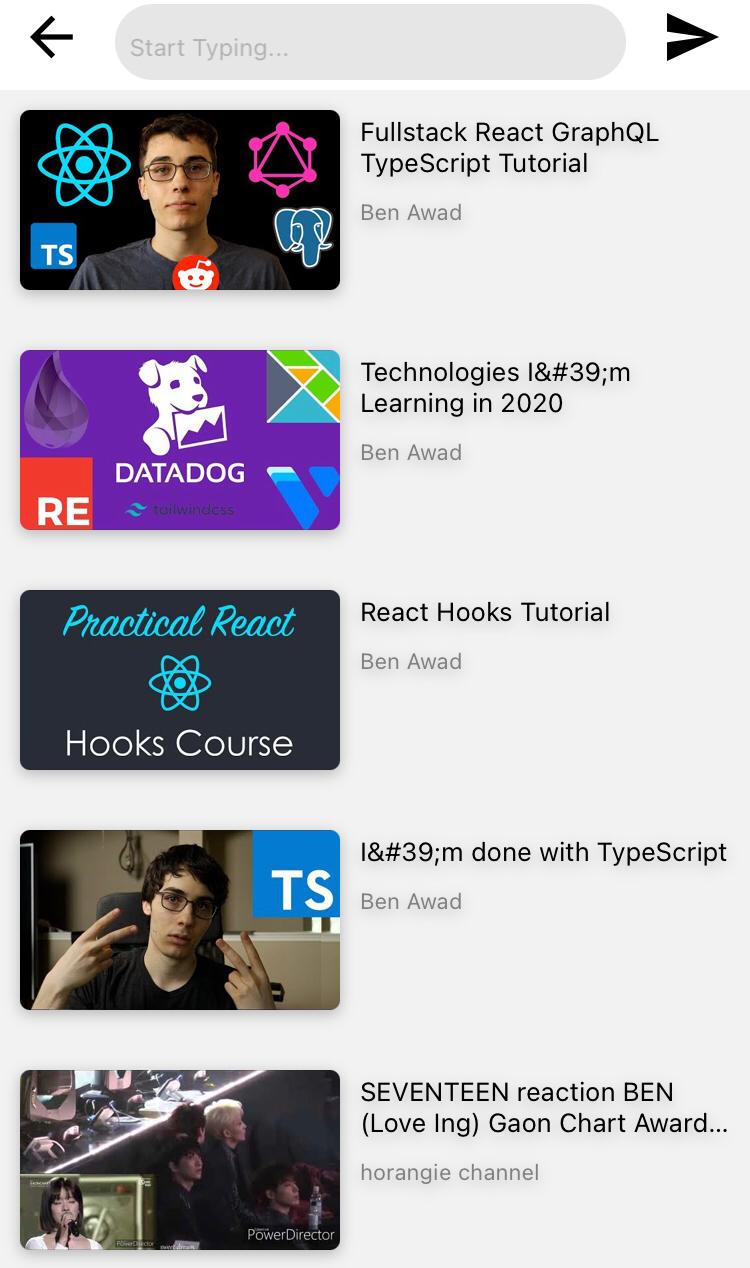 Start Typing...
Fullstack React GraphQL
TypeScript Tutorial
Ben Awad
TS
Technologies I&#39;m
Learning in 2020
Ben Awad
DATADOG
RE
tailwindcss
React Hooks Tutorial
Ben Awad
Practical React
Hooks Course
I&#39;m done with TypeScript
Ben Awad
TS
SEVENTEEN reaction BEN
(Love Ing) Gaon Chart Award...
horangie channel
PowerDirector
PowerDirector